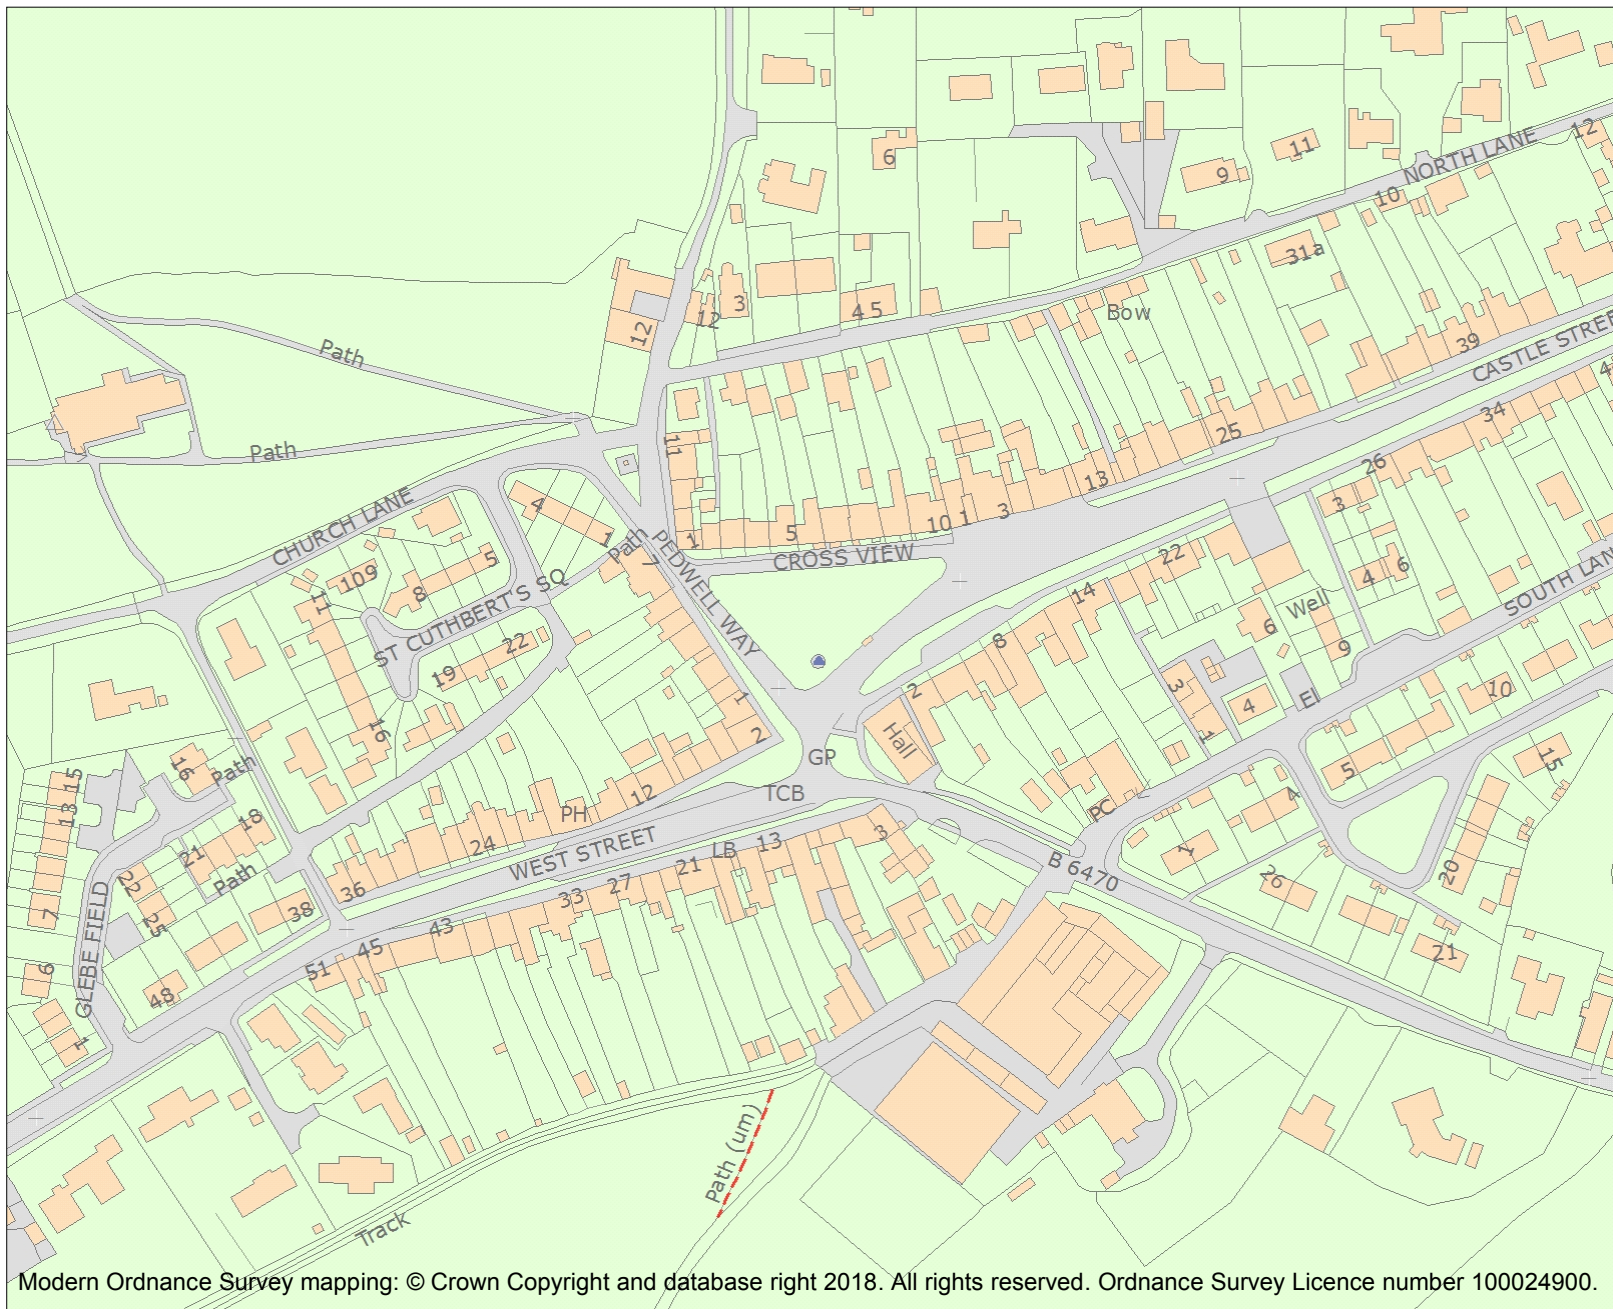 12
NORTH LANE
11
6
9
10
31a
3
4 5
12
12
Bow
39
CASTLE STREE
Path
4
34
Path
11
25
26
13
3
4
CHURCH LANE
1
Path
7
1
5
10
1
3
CROSS VIEW
22
PEDWELL WAY
5
109
8
11
ST CUTHBERT'S SQ
14
4
6
SOUTH LAN
Well
6
9
22
19
8
3
4
El
10
2
1
16
2
Hall
1
GP
15
16
Path
13 15
TCB
12
PH
5
4
PC
18
21
Path
24
WEST STREET
LB
13
3
1
B 6470
26
20
22
25
7
36
38
33
27
21
43
45
51
21
GLEBE FIELD
6
48
1
Path (um)
Track
Modern Ordnance Survey mapping: © Crown Copyright and database right 2018. All rights reserved. Ordnance Survey Licence number 100024900.